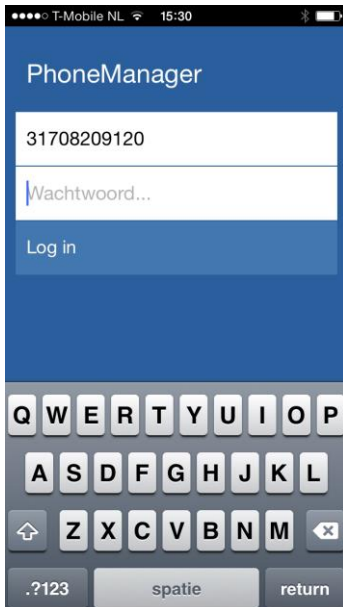 T-Mobile NL 15:30
PhoneManager
31708209120
Wachtwoord...
Log in
Q W E R T Y U I O P
A S D F G H J K L
Z X C V B N M
.?123 spatie return